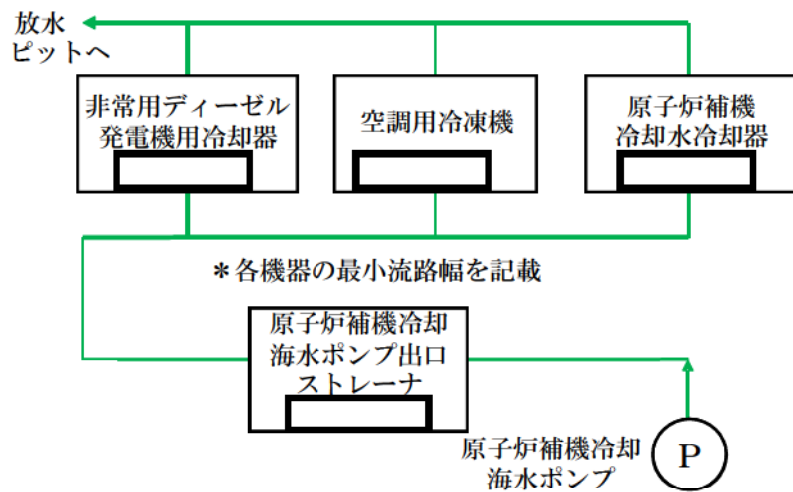 放水
ピットへ
非常用ディーゼル
発電機用冷却器
空調用冷凍機
原子炉補機
冷却水冷却器
＊各機器の最小流路幅を記載
原子炉補機冷却
海水ポンプ出口
ストレーナ
原子炉補機冷却
海水ポンプ
P